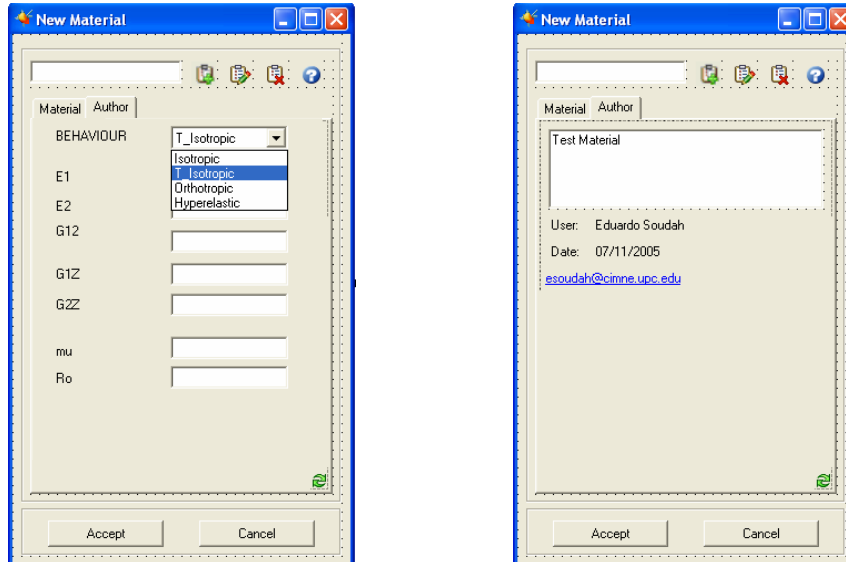 New Material
Material Author
BEHAVIOUR T_Isotropic
Isotropic
T_Isotropic
Orthotropic
Hyperelastic
E1
E2
G12
G1Z
G2Z
mu
Ro
Accept Cancel
New Material
Material Author
Test Material
User: Eduardo Soudah
Date: 07/11/2005
esoudah@cimne.upc.edu
Accept Cancel